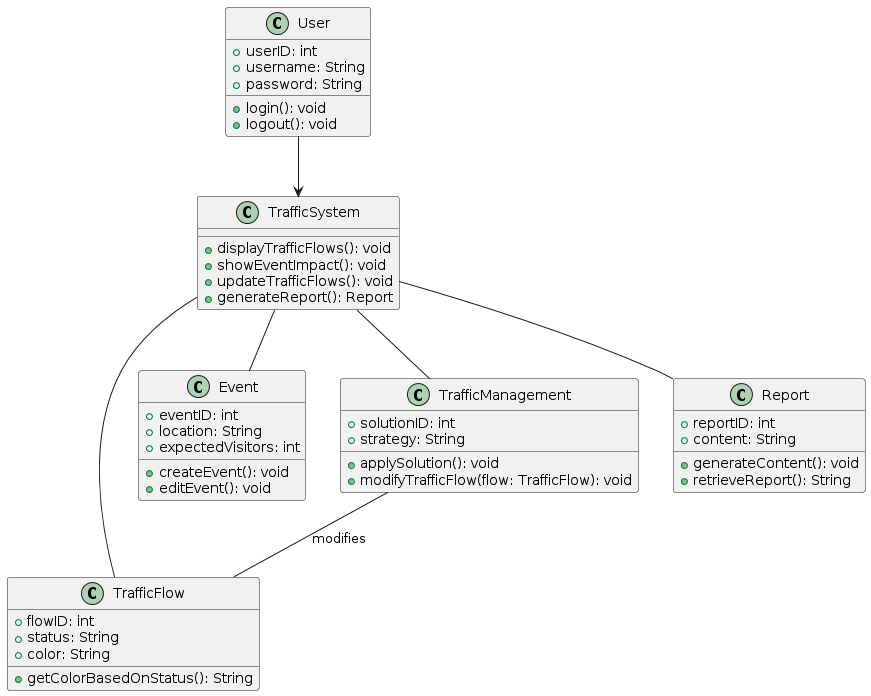 C User
userID: int
username: String
password: String
login(): void
logout(): void
C TrafficSystem
displayTrafficFlows(): void
showEventImpact(): void
updateTrafficFlows(): void
generateReport(): Report
C Event
eventID: int
location: String
expectedVisitors: int
createEvent(): void
editEvent(): void
C TrafficManagement
solutionID: int
strategy: String
applySolution(): void
modifyTrafficFlow(flow: TrafficFlow): void
C Report
reportID: int
content: String
generateContent(): void
retrieveReport(): String
modifies
C TrafficFlow
flowID: int
status: String
color: String
getColorBasedOnStatus(): String